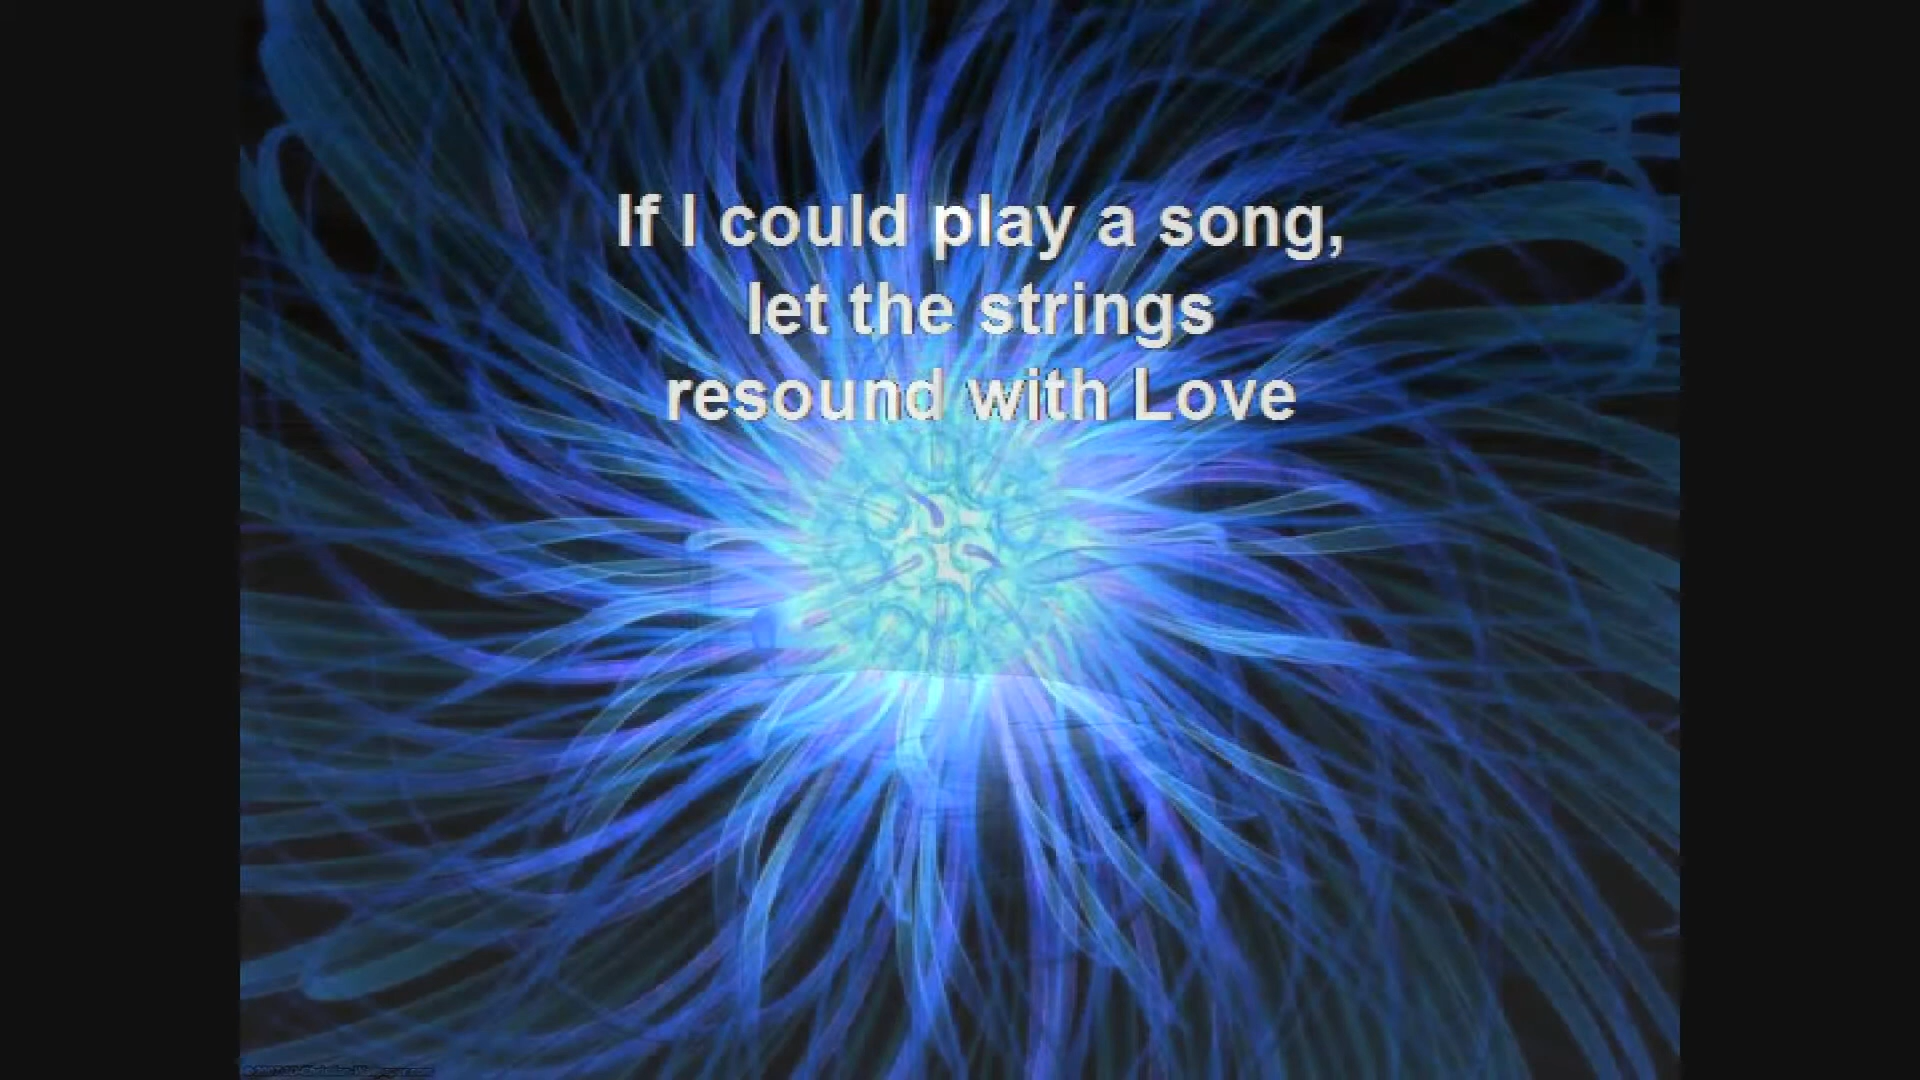 If I could play a song,
let the strings
resound with Love